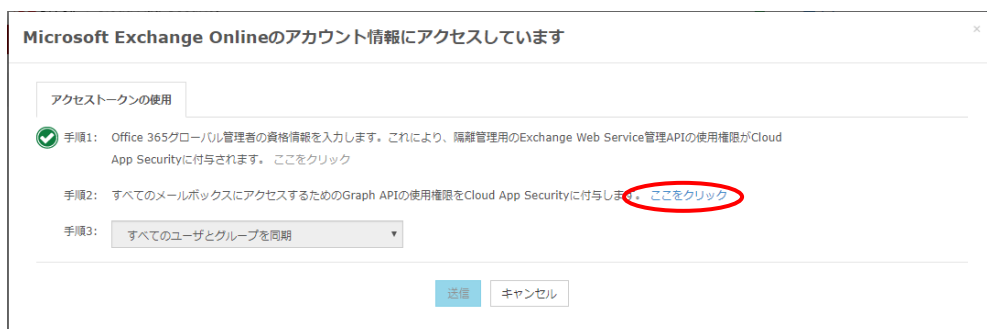 Microsoft Exchange Onlineのアカウント情報にアクセスしています
×
アクセストークンの使用
手順1: Office 365グローバル管理者の資格情報を入力します。これにより、隔離管理用のExchange Web Service管理APIの使用権限がCloud
App Securityに付与されます。 ここをクリック
手順2: すべてのメールボックスにアクセスするためのGraph APIの使用権限をCloud App Securityに付与します。 ここをクリック
手順3: すべてのユーザとグループを同期
送信 キャンセル